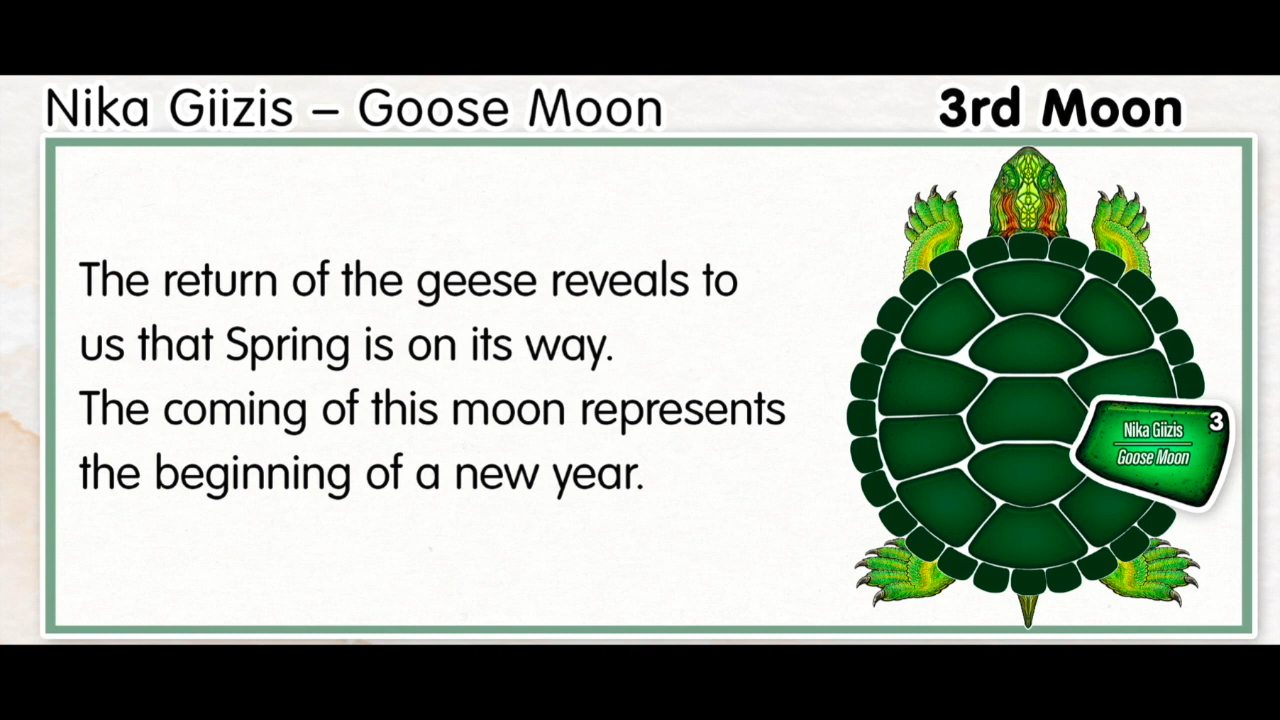 Nika Giizis – Goose Moon
3rd Moon
The return of the geese reveals to
us that Spring is on its way.
The coming of this moon represents
the beginning of a new year.
3
Nika Giizis
Goose Moon